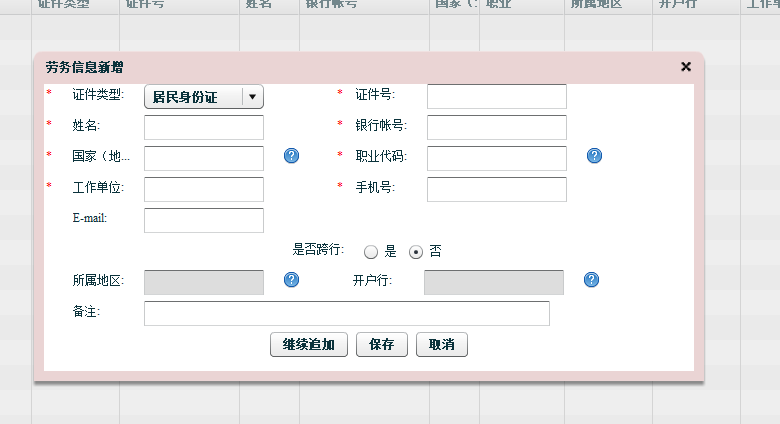 证件类型 证件号 姓名 银行帐号 国家（: 职业 所属地区 开户行 工作单
劳务信息新增
* 证件类型: 居民身份证 * 证件号:
* 姓名: * 银行帐号:
* 国家（地... * 职业代码:
* 工作单位: * 手机号:
E-mail:
是否跨行: 是 否
所属地区: 开户行:
备注:
继续追加 保存 取消